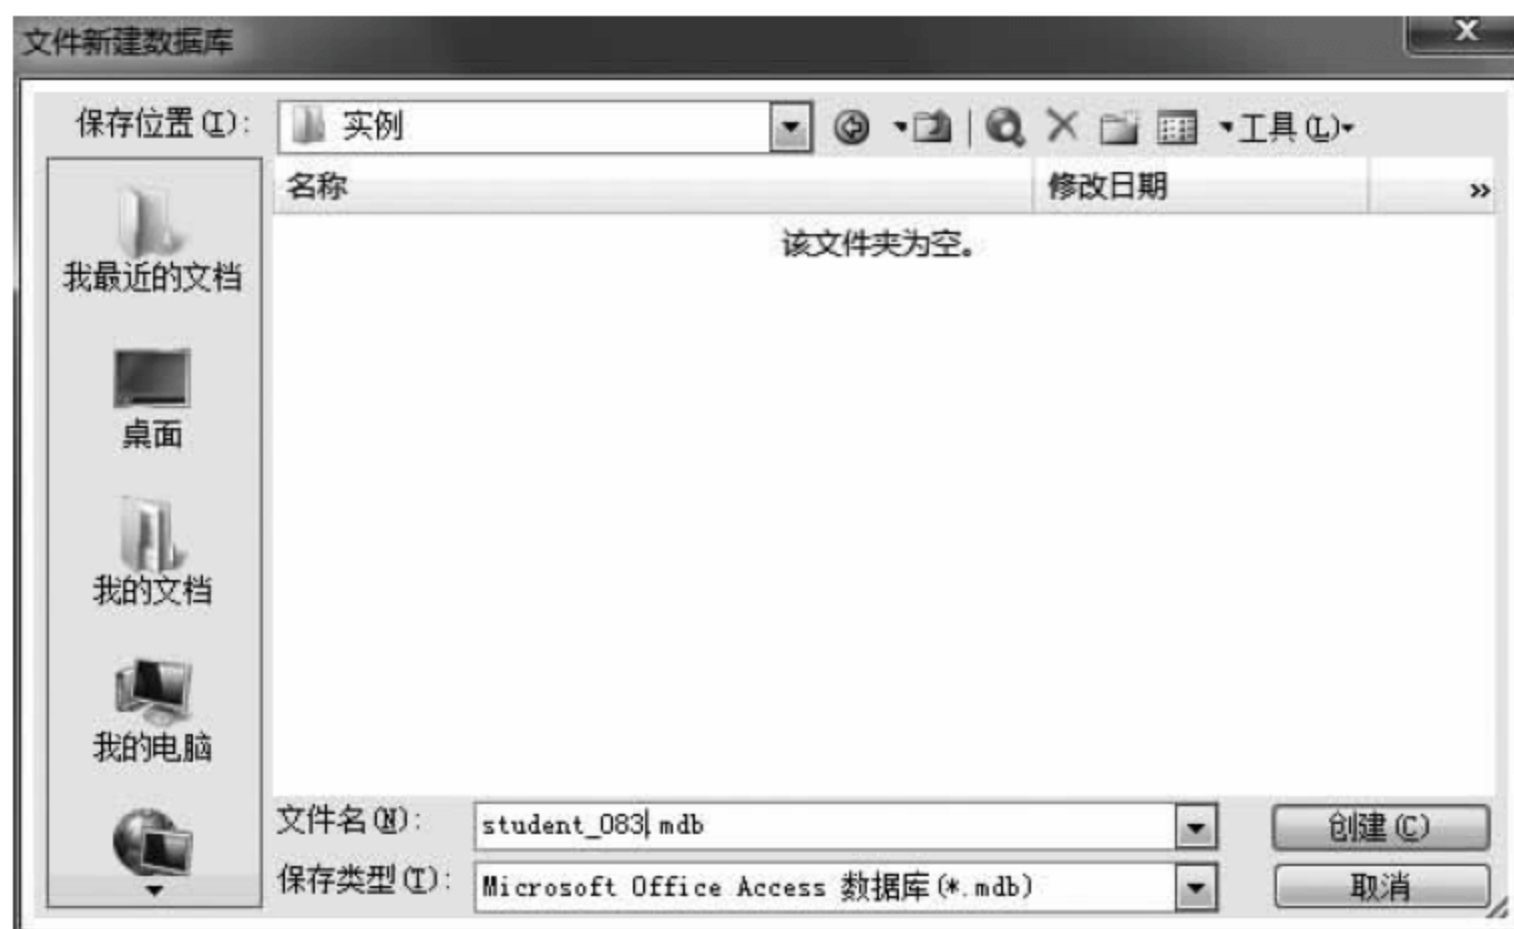 文件新建数据库
保存位置(I):
实例
工具(L)
名称
修改日期
»
该文件夹为空。
我最近的文档
桌面
我的文档
我的电脑
文件名(N):
student_083.mdb
创建(C)
保存类型(T):
Microsoft Office Access 数据库(*.mdb)
取消